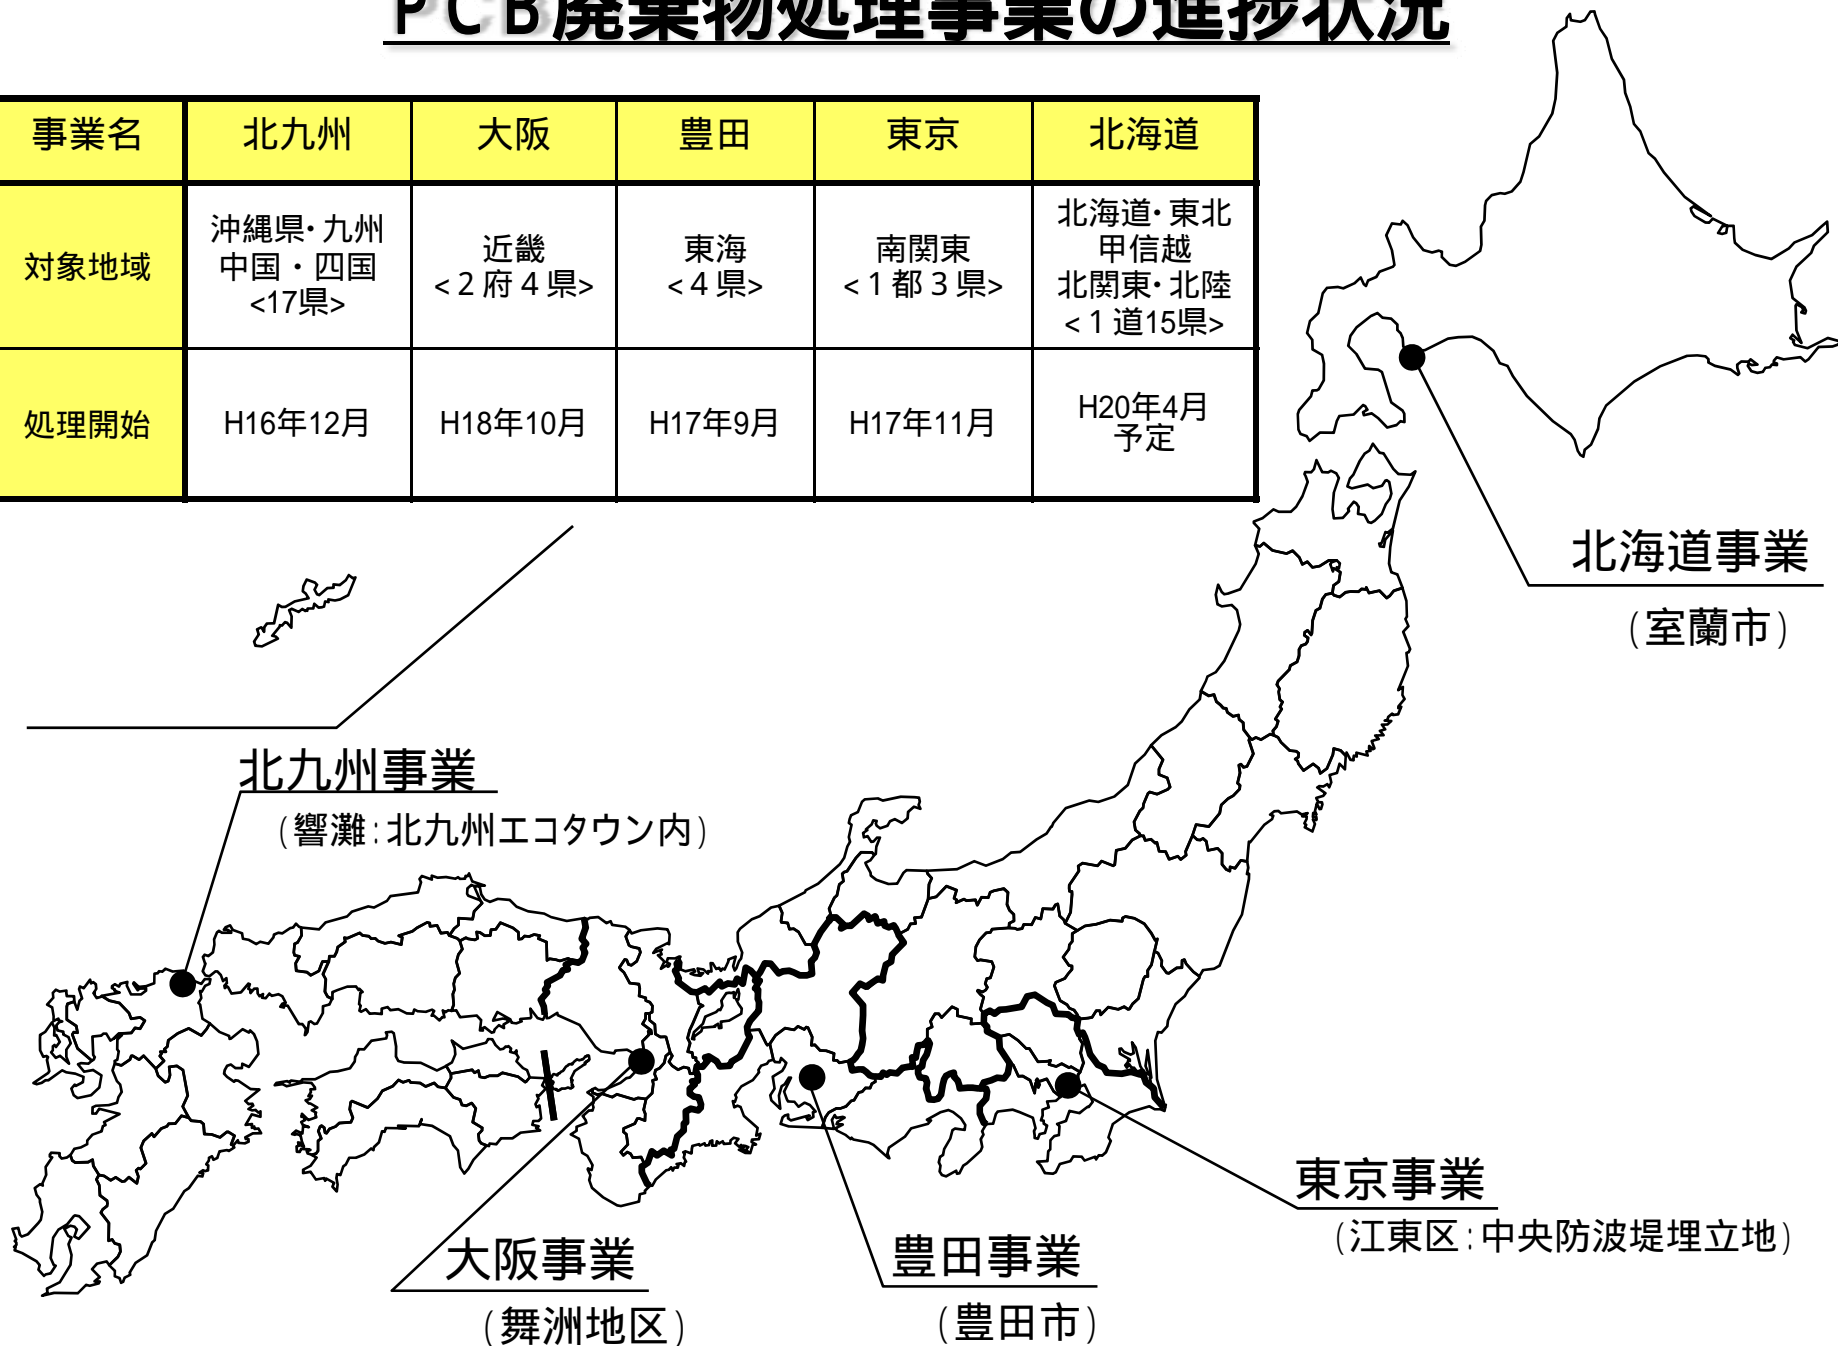 PCB廃棄物処理事業の進捗状況
事業名 北九州 大阪 豊田 東京 北海道
対象地域
沖縄県・九州
中国・四国
<17県>
近畿
<2府4県>
東海
<4県>
南関東
<1都3県>
北海道・東北
甲信越
北関東・北陸
<1道15県>
処理開始 H16年12月 H18年10月 H17年9月 H17年11月 H20年4月
予定
北海道事業
(室蘭市)
北九州事業
(響灘:北九州エコタウン内)
東京事業
(江東区:中央防波堤埋立地)
大阪事業
(舞洲地区)
豊田事業
(豊田市)